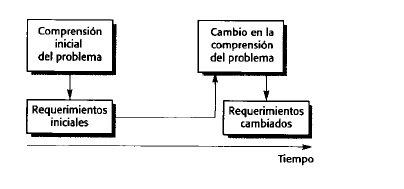 Comprensión
inicial
del problema
Cambio en la
comprensión
del problema
Requerimientos
iniciales
Requerimientos
cambiados
Tiempo